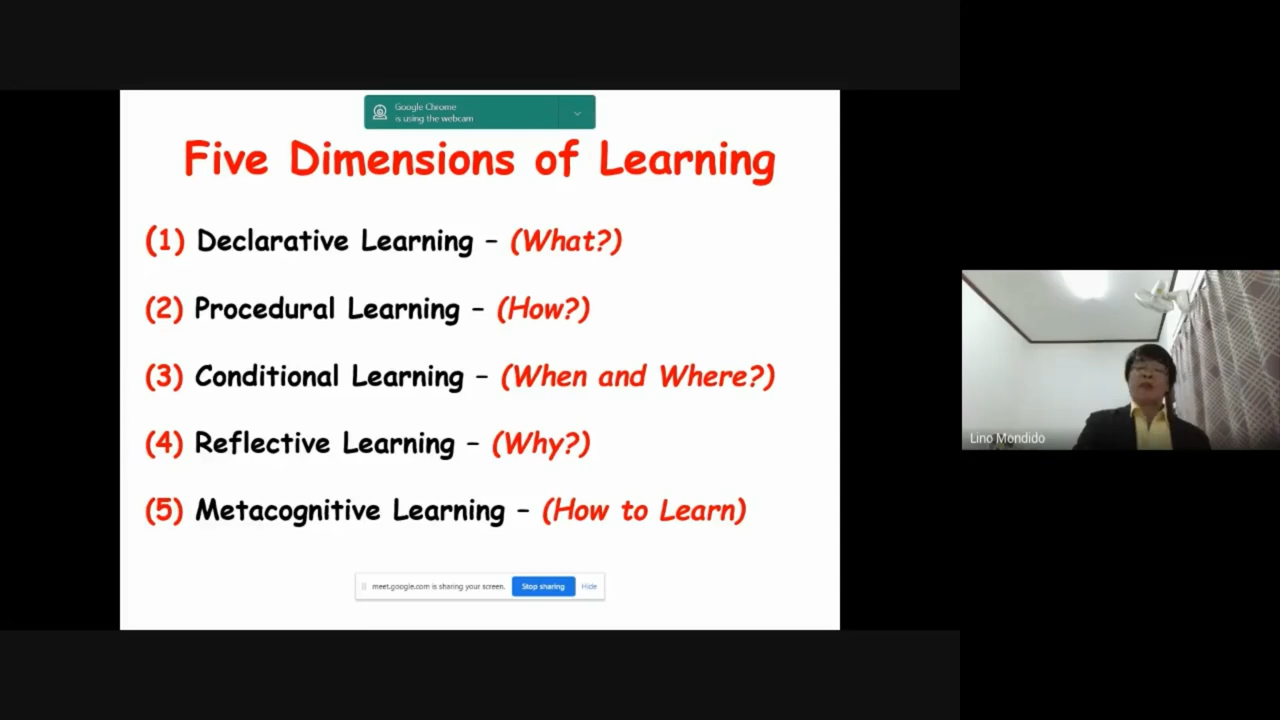 Google Chrome
is using the webcam
Five Dimensions of Learning
(1) Declarative Learning - (What?)
(2) Procedural Learning - (How?)
(3) Conditional Learning - (When and Where?)
(4) Reflective Learning - (Why?)
(5) Metacognitive Learning - (How to Learn)
meet.google.com is sharing your screen. Stop sharing Hide
Lino Mondido